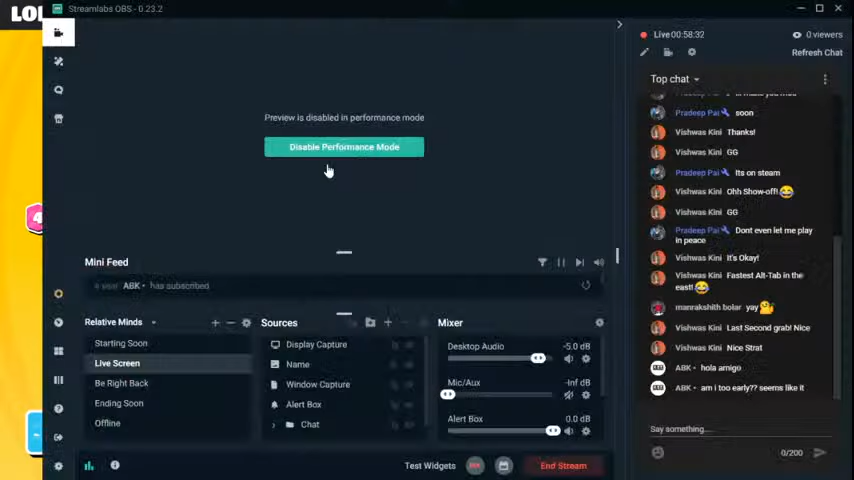 LO
Streamlabs OBS - 0.23.2
Live 00:58:32
0 viewers
Refresh Chat
Top chat
Preview is disabled in performance mode
Disable Performance Mode
Pradeep Pai soon
Vishwas Kini Thanks!
Vishwas Kini GG
Pradeep Pai Its on steam
Vishwas Kini Ohh Show-off! 😂
Vishwas Kini GG
Pradeep Pai Dont even let me play
in peace
Vishwas Kini It's Okay!
Vishwas Kini Fastest Alt-Tab in the
east! 😂
manrakshith bolar yay
Vishwas Kini Last Second grab! Nice
Vishwas Kini Nice Strat
ABK hola amigo
ABK am i too early?? seems like it
Say something...
0/200
Mini Feed
ABK has subscribed
Relative Minds
Starting Soon
Live Screen
Be Right Back
Ending Soon
Offline
Sources
Display Capture
Name
Window Capture
Alert Box
Chat
Mixer
Desktop Audio -5.0 dB
Mic/Aux -Inf dB
Alert Box 0.0 dB
Test Widgets
REC
End Stream